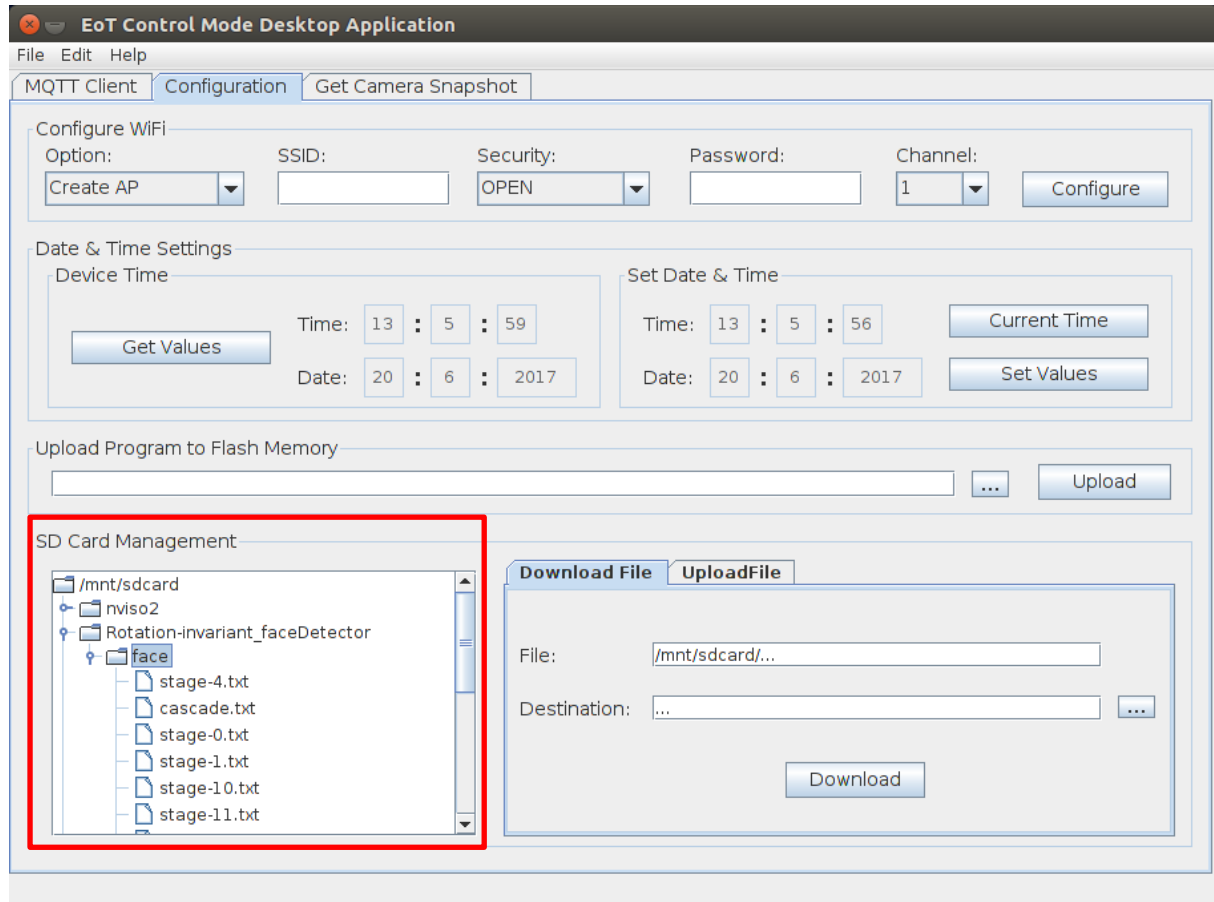 EoT Control Mode Desktop Application
File Edit Help
MQTT Client Configuration Get Camera Snapshot
Configure WiFi
Option: SSID: Security: Password: Channel:
Create AP OPEN 1 Configure
Date & Time Settings
Device Time
Time: 13 : 5 : 59
Get Values
Date: 20 : 6 : 2017
Set Date & Time
Time: 13 : 5 : 56 Current Time
Date: 20 : 6 : 2017 Set Values
Upload Program to Flash Memory
... Upload
SD Card Management
/mnt/sdcard
nviso2
Rotation-invariant_faceDetector
face
stage-4.txt
cascade.txt
stage-0.txt
stage-1.txt
stage-10.txt
stage-11.txt
Download File UploadFile
File: /mnt/sdcard/...
Destination: ... ...
Download